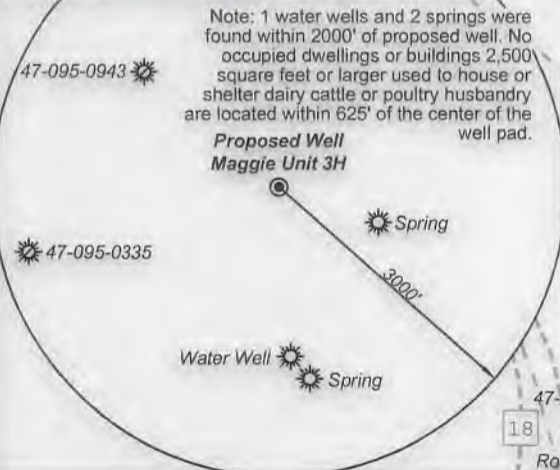 Note: 1 water wells and 2 springs were
found within 2000' of proposed well. No
occupied dwellings or buildings 2,500
square feet or larger used to house or
shelter dairy cattle or poultry husbandry
are located within 625' of the center of the
well pad.
47-095-0943
Proposed Well
Maggie Unit 3H
Spring
47-095-0335
3000'
Water Well
Spring
47-
18
Ro